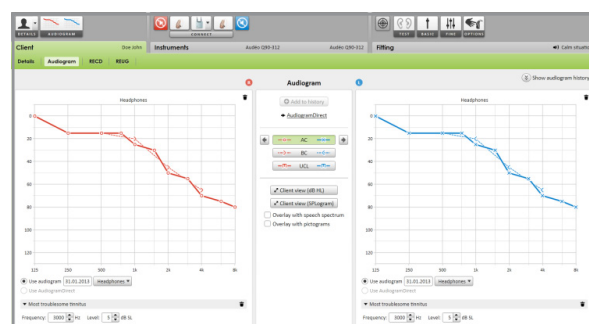 DETAILS AUDIOGRAM CONNECT TEST BASIC FINE OPTIONS
Client Doe John Instruments Audéo Q90-312 Audéo Q90-312 Fitting Calm situati
Details Audiogram RECD REUG
Audiogram
Show audiogram history
Headphones
Headphones
Add to history
AudiogramDirect
AC
BC
UCL
Client view (dB HL)
Client view (SPLogram)
Overlay with speech spectrum
Overlay with pictograms
0
20
40
60
80
100
120
125 250 500 1k 2k 4k 8k
0
20
40
60
80
100
120
125 250 500 1k 2k 4k 8k
Use audiogram 31.01.2013 Headphones
Use AudiogramDirect
Most troublesome tinnitus
Frequency: 3000 Hz Level: 5 dB SL
Use audiogram 31.01.2013 Headphones
Use AudiogramDirect
Most troublesome tinnitus
Frequency: 3000 Hz Level: 5 dB SL